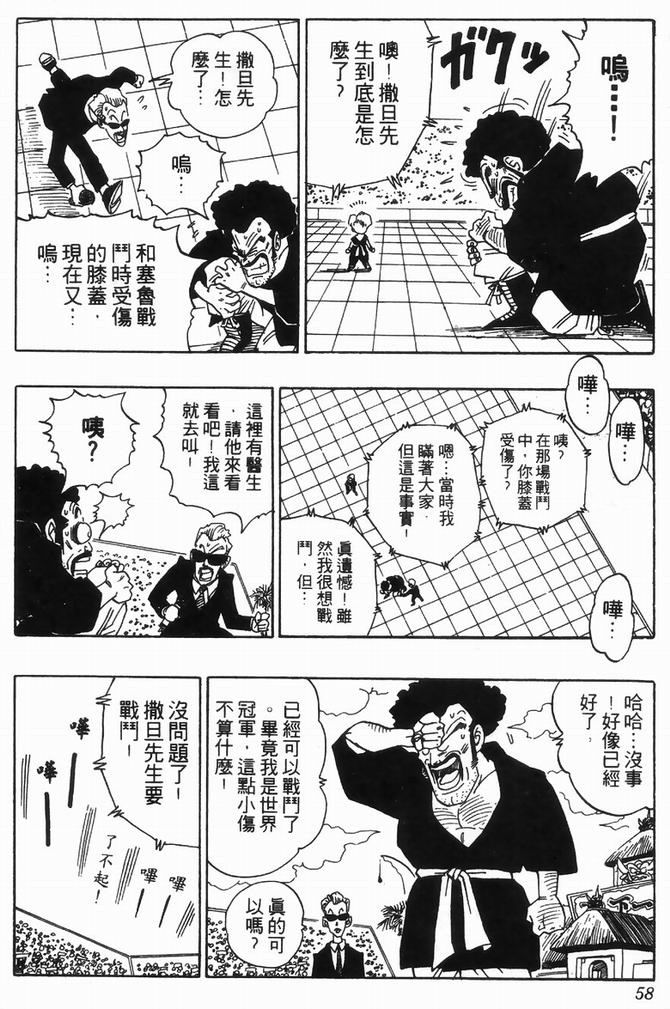 嗚…!
ガクッ
噢!撒旦先
生到底是怎
麼了?
撒旦先
生!怎
麼了…
嗚…
和塞魯戰
鬥時受傷
的膝蓋,
現在又…
嗚…
嘩…
嘩…
嘩…
咦?
在那場戰鬥
中,你膝蓋
受傷了?
嗯…當時我
瞞著大家,
但這是事實!
真遺憾!雖
然我很想戰
鬥,但…
這裡有醫生
,請他來看
看吧!我這
就去叫!
咦?
哈哈…沒事
!好像已經
好了。
已經可以戰鬥了
。畢竟我是世界
冠軍,這點小傷
不算什麼!
真的可
以嗎?
沒問題了!
撒旦先生要
戰鬥!
嘩
嘩
了不起!
嗶
嗶
58